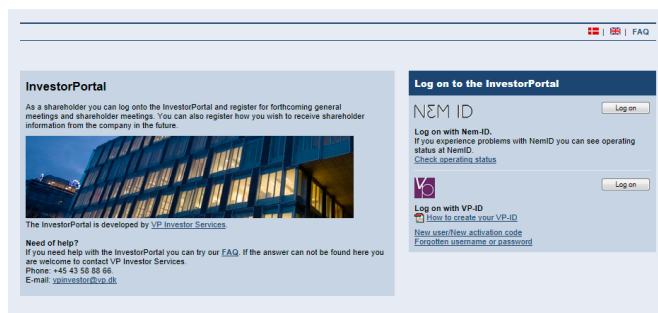 | | FAQ
InvestorPortal
As a shareholder you can log onto the InvestorPortal and register for forthcoming general
meetings and shareholder meetings. You can also register how you wish to receive shareholder
information from the company in the future.
The InvestorPortal is developed by VP Investor Services.
Need of help?
If you need help with the InvestorPortal you can try our FAQ. If the answer can not be found here you
are welcome to contact VP Investor Services.
Phone: +45 43 58 88 66.
E-mail: vpinvestor@vp.dk
Log on to the InvestorPortal
NEM ID
Log on
Log on with Nem-ID.
If you experience problems with NemID you can see operating
status at NemID.
Check operating status
Vp
Log on
Log on with VP-ID
How to create your VP-ID
New user/New activation code
Forgotten username or password